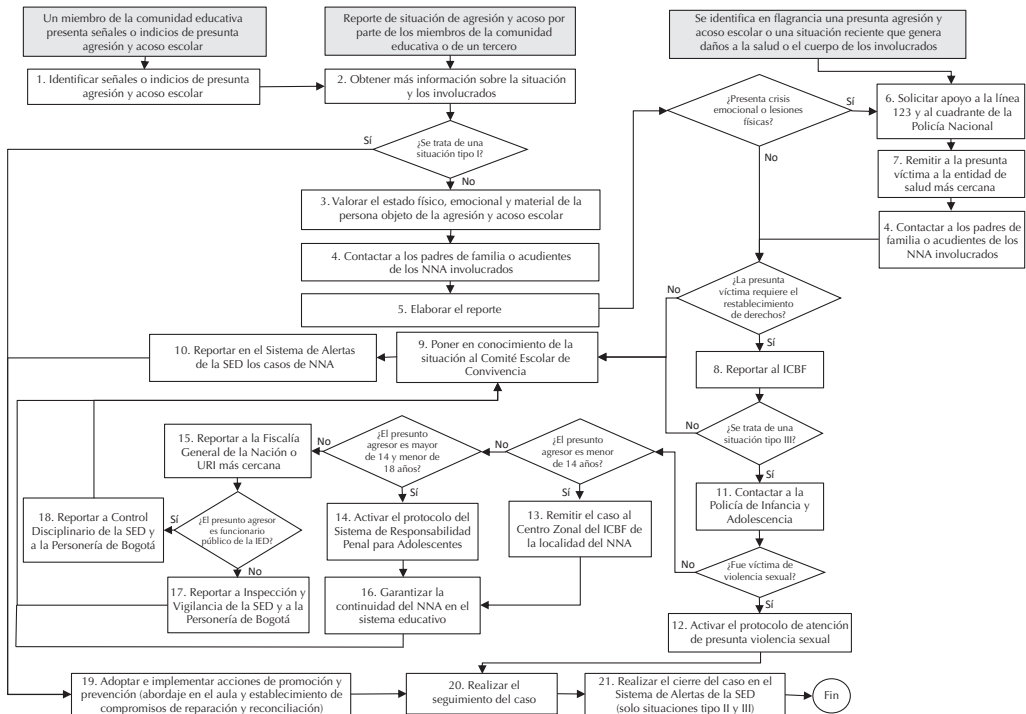 Un miembro de la comunidad educativa
presenta señales o indicios de presunta
agresión y acoso escolar
Reporte de situación de agresión y acoso por
parte de los miembros de la comunidad
educativa o de un tercero
Se identifica en flagrancia una presunta agresión y
acoso escolar o una situación reciente que genera
daños a la salud o el cuerpo de los involucrados
1. Identificar señales o indicios de presunta
agresión y acoso escolar
2. Obtener más información sobre la situación
y los involucrados
¿Presenta crisis
emocional o lesiones
físicas?
Sí
No
6. Solicitar apoyo a la línea
123 y al cuadrante de la
Policía Nacional
¿Se trata de una
situación tipo I?
Sí
No
7. Remitir a la presunta
víctima a la entidad de
salud más cercana
3. Valorar el estado físico, emocional y material de la
persona objeto de la agresión y acoso escolar
4. Contactar a los padres de
familia o acudientes de los
NNA involucrados
4. Contactar a los padres de familia o acudientes
de los NNA involucrados
¿La presunta
víctima requiere el
restablecimiento
de derechos?
No
Sí
5. Elaborar el reporte
10. Reportar en el Sistema de Alertas
de la SED los casos de NNA
9. Poner en conocimiento de la
situación al Comité Escolar de
Convivencia
8. Reportar al ICBF
¿Se trata de una
situación tipo III?
No
Sí
15. Reportar a la Fiscalía
General de la Nación o
URI más cercana
No
¿El presunto
agresor es mayor
de 14 y menor de
18 años?
Sí
No
¿El presunto
agresor es menor
de 14 años?
Sí
No
11. Contactar a la
Policía de Infancia y
Adolescencia
18. Reportar a Control
Disciplinario de la SED y
a la Personería de Bogotá
Sí
¿El presunto agresor
es funcionario
público de la IED?
No
14. Activar el protocolo del
Sistema de Responsabilidad
Penal para Adolescentes
13. Remitir el caso al
Centro Zonal del ICBF de
la localidad del NNA
¿Fue víctima de
violencia sexual?
No
Sí
17. Reportar a Inspección y
Vigilancia de la SED y a la
Personería de Bogotá
16. Garantizar la
continuidad del NNA en el
sistema educativo
12. Activar el protocolo de atención
de presunta violencia sexual
19. Adoptar e implementar acciones de promoción y
prevención (abordaje en el aula y establecimiento de
compromisos de reparación y reconciliación)
20. Realizar el
seguimiento del caso
21. Realizar el cierre del caso en el
Sistema de Alertas de la SED
(solo situaciones tipo II y III)
Fin